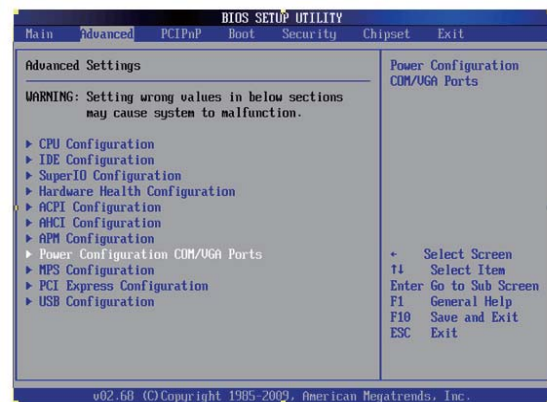 BIOS SETUP UTILITY
Main Advanced PCIPnP Boot Security Chipset Exit
Advanced Settings
WARNING: Setting wrong values in below sections
may cause system to malfunction.
▶ CPU Configuration
▶ IDE Configuration
▶ SuperIO Configuration
▶ Hardware Health Configuration
▶ ACPI Configuration
▶ AHCI Configuration
▶ APM Configuration
▶ Power Configuration COM/VGA Ports
▶ MPS Configuration
▶ PCI Express Configuration
▶ USB Configuration
Power Configuration
COM/VGA Ports
← Select Screen
↑↓ Select Item
Enter Go to Sub Screen
F1 General Help
F10 Save and Exit
ESC Exit
v02.68 (C)Copyright 1985-2009, American Megatrends, Inc.